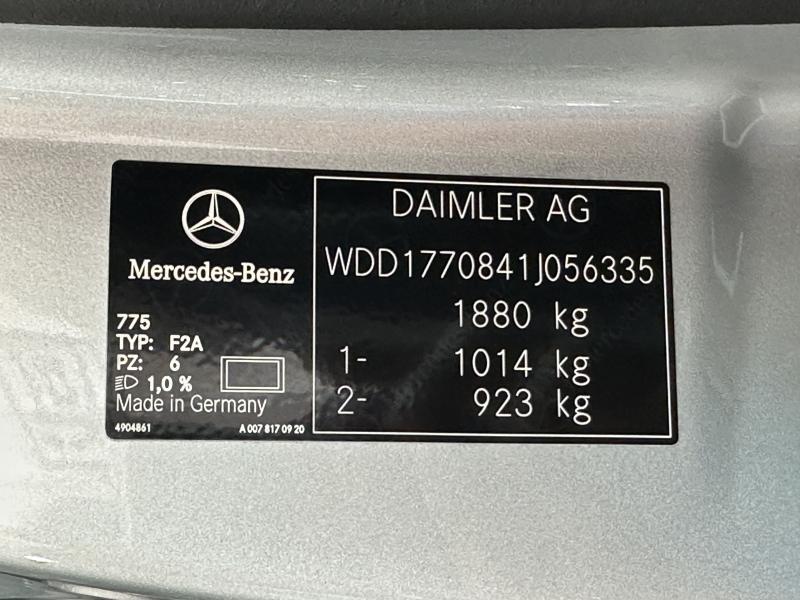 Mercedes-Benz
775
TYP: F2A
PZ: 6
1,0 %
Made in Germany
4904861
A 007 817 09 20
DAIMLER AG
WDD1770841J056335
1880 kg
1- 1014 kg
2- 923 kg